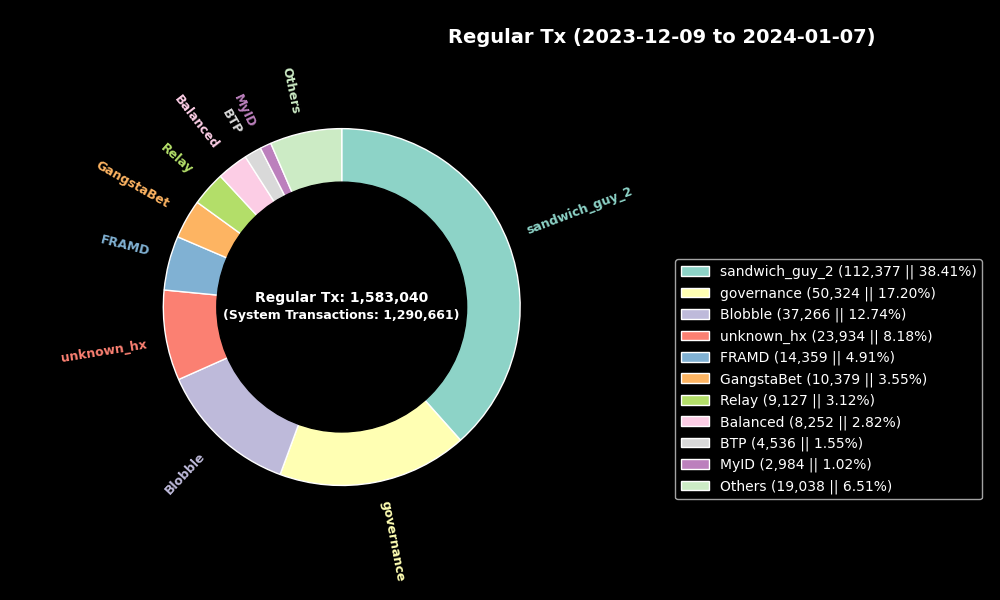 Regular Tx (2023-12-09 to 2024-01-07)
Others
MyID
BTP
Balanced
Relay
GangstaBet
FRAMD
unknown_hx
Blobble
governance
sandwich_guy_2
Regular Tx: 1,583,040
(System Transactions: 1,290,661)
sandwich_guy_2 (112,377 || 38.41%)
governance (50,324 || 17.20%)
Blobble (37,266 || 12.74%)
unknown_hx (23,934 || 8.18%)
FRAMD (14,359 || 4.91%)
GangstaBet (10,379 || 3.55%)
Relay (9,127 || 3.12%)
Balanced (8,252 || 2.82%)
BTP (4,536 || 1.55%)
MyID (2,984 || 1.02%)
Others (19,038 || 6.51%)